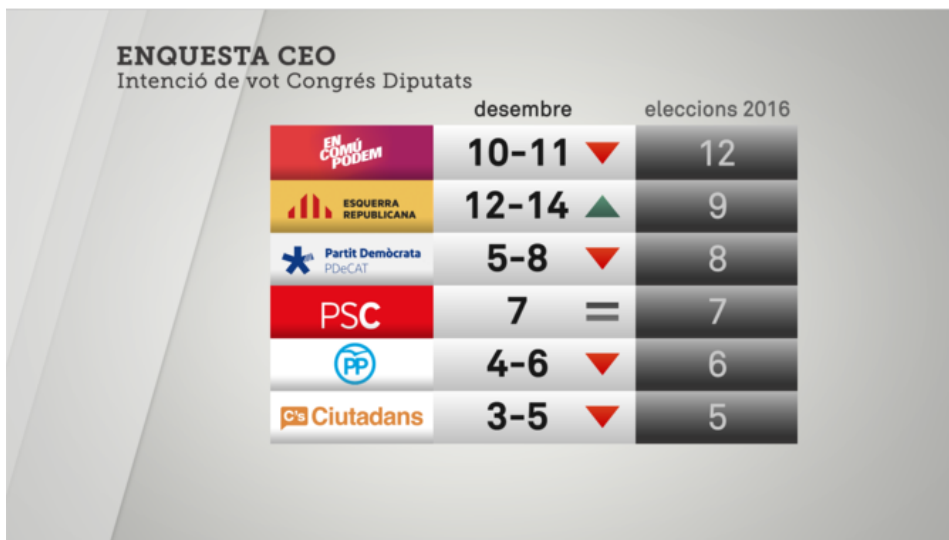 ENQUESTA CEO
Intenció de vot Congrés Diputats
desembre eleccions 2016
EN
COMÚ
PODEM
10-11 12
ESQUERRA
REPUBLICANA
12-14 9
Partit Demòcrata
PDeCAT
5-8 8
PSC 7 = 7
PP 4-6 6
C's Ciutadans 3-5 5